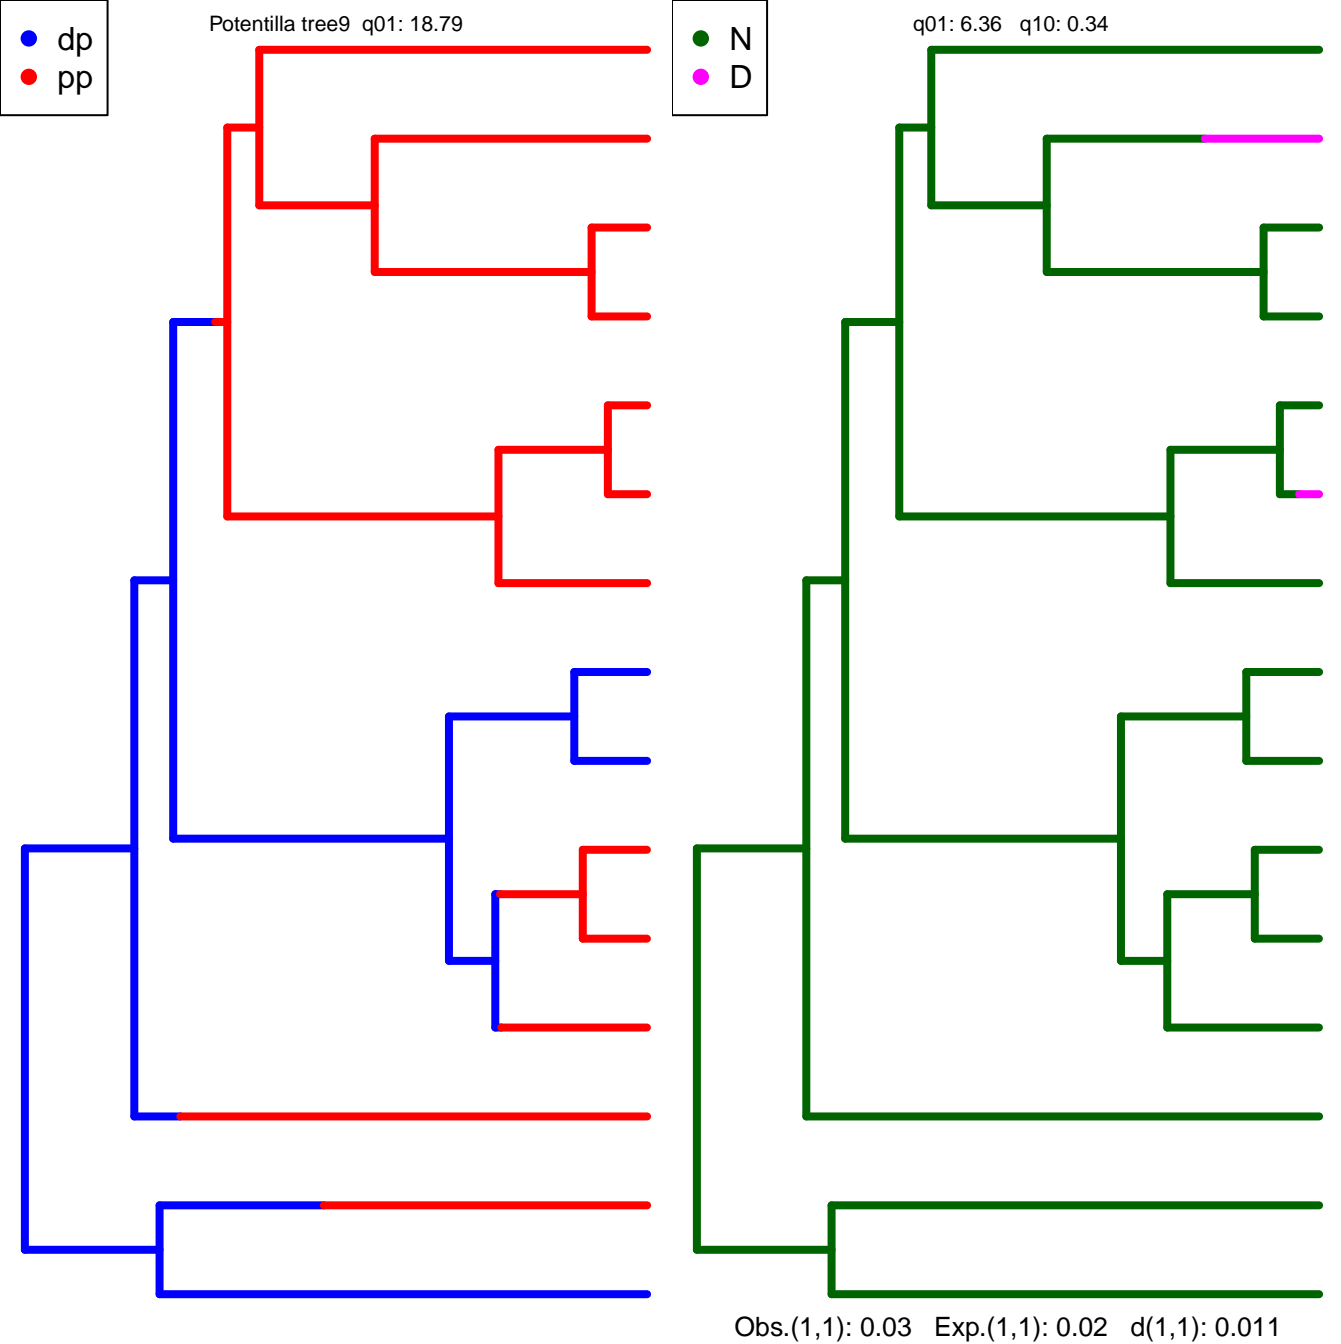 Potentilla tree9 q01: 18.79
dp
pp
q01: 6.36 q10: 0.34
N
D
Obs.(1,1): 0.03 Exp.(1,1): 0.02 d(1,1): 0.011